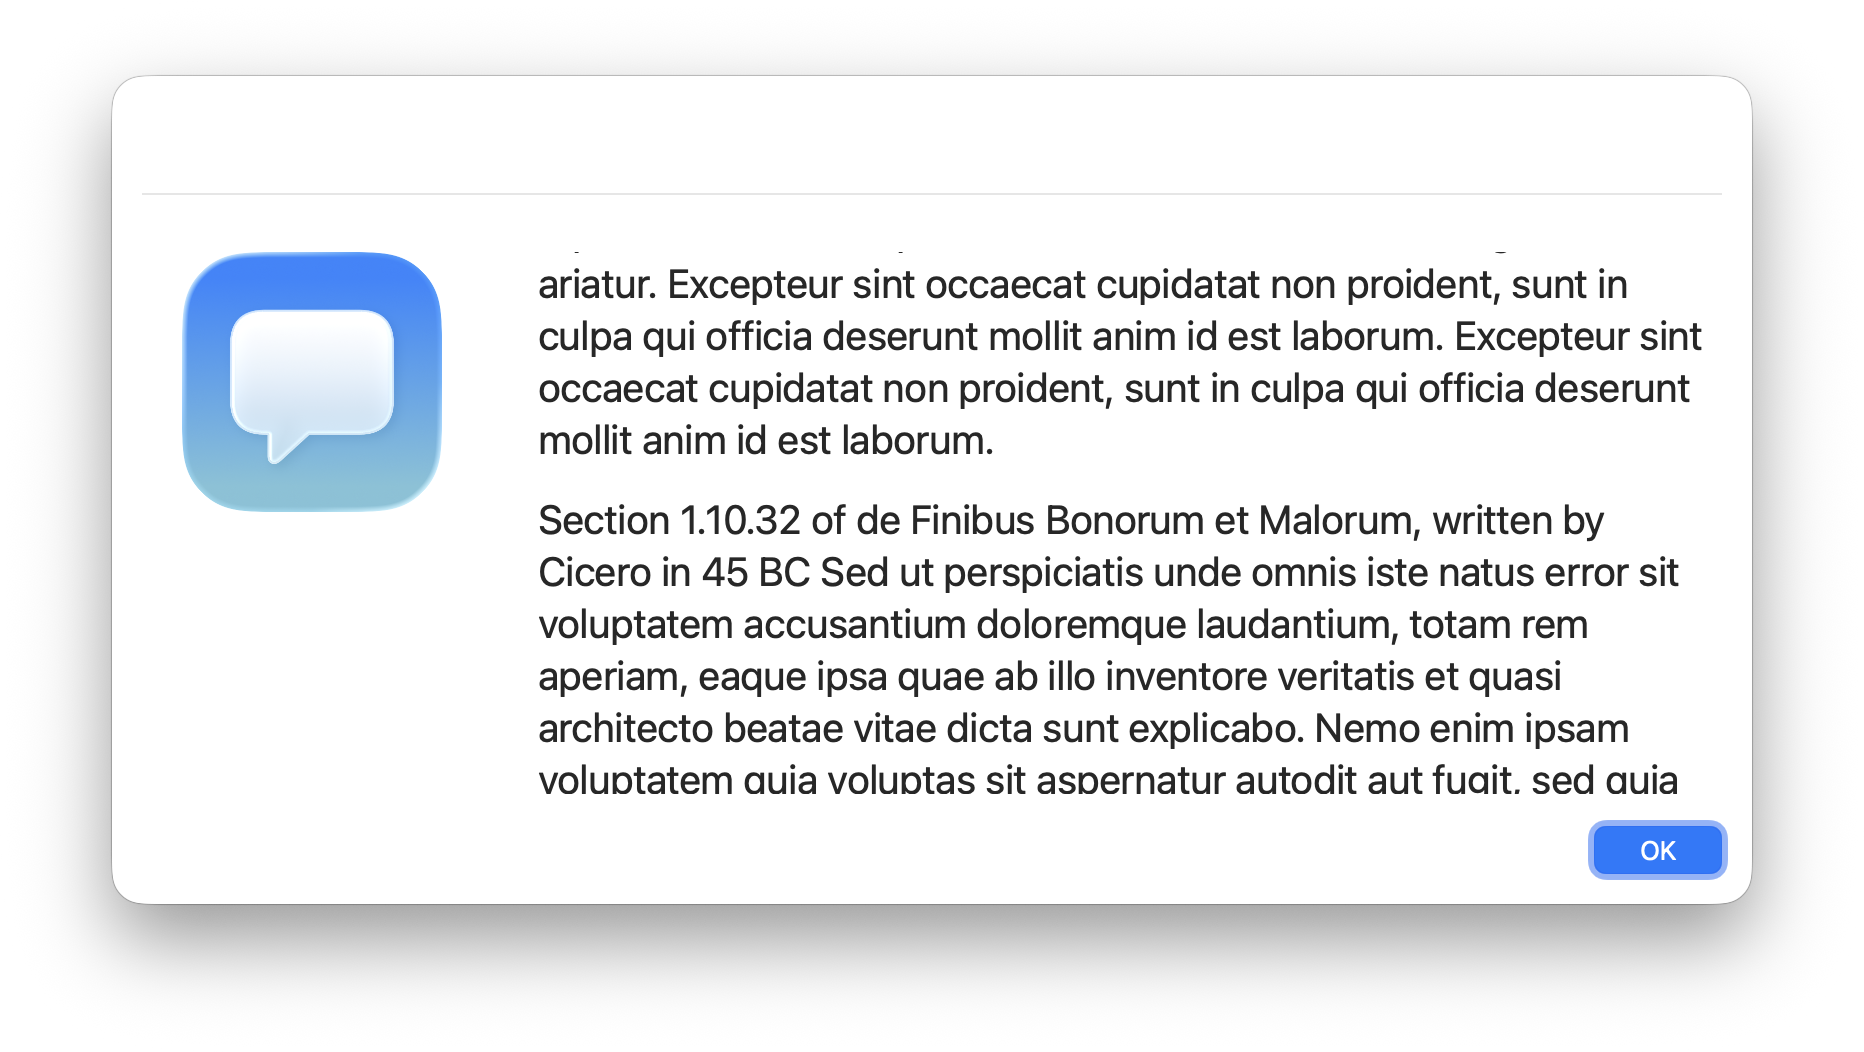 ariatur. Excepteur sint occaecat cupidatat non proident, sunt in
culpa qui officia deserunt mollit anim id est laborum. Excepteur sint
occaecat cupidatat non proident, sunt in culpa qui officia deserunt
mollit anim id est laborum.
Section 1.10.32 of de Finibus Bonorum et Malorum, written by
Cicero in 45 BC Sed ut perspiciatis unde omnis iste natus error sit
voluptatem accusantium doloremque laudantium, totam rem
aperiam, eaque ipsa quae ab illo inventore veritatis et quasi
architecto beatae vitae dicta sunt explicabo. Nemo enim ipsam
voluptatem quia voluptas sit aspernatur autodit aut fugit, sed quia
OK